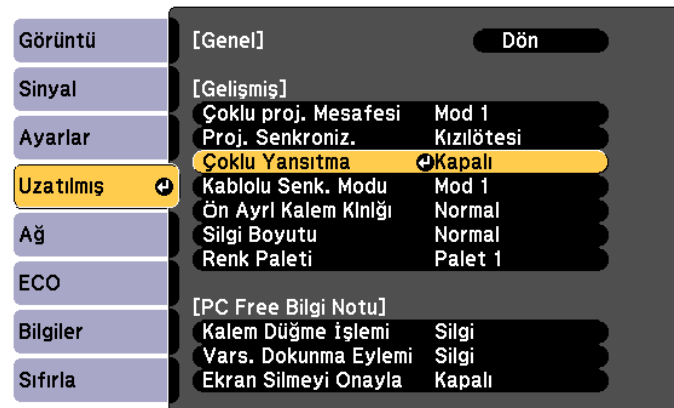 Görüntü
Sinyal
Ayarlar
Uzatılmış
Ağ
ECO
Bilgiler
Sıfırla
[Genel] Dön
[Gelişmiş]
Çoklu proj. Mesafesi Mod 1
Proj. Senkroniz. Kızılötesi
Çoklu Yansıtma Kapalı
Kablolu Senk. Modu Mod 1
Ön Ayrl Kalem Klnlğı Normal
Silgi Boyutu Normal
Renk Paleti Palet 1
[PC Free Bilgi Notu]
Kalem Düğme İşlemi Silgi
Vars. Dokunma Eylemi Silgi
Ekran Silmeyi Onayla Kapalı